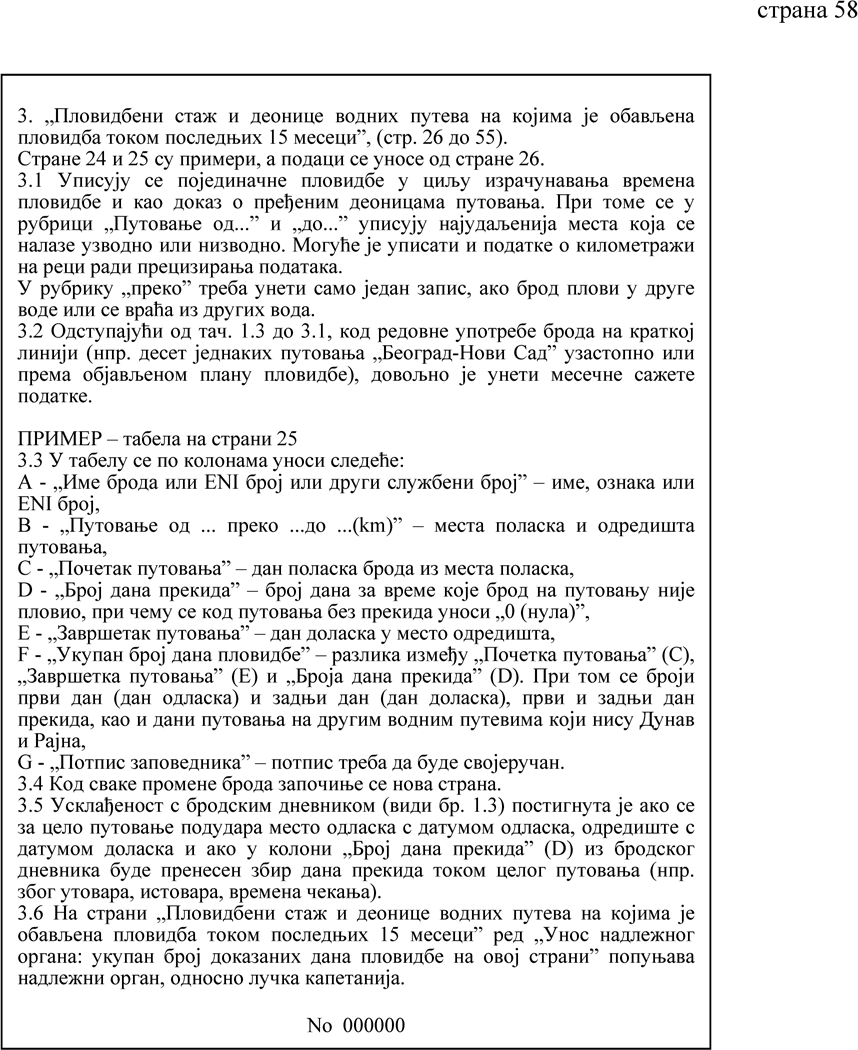 страна 58
3. „Пловидбени стаж и деонице водних путева на којима је обављена
пловидба током последњих 15 месеци”, (стр. 26 до 55).
Стране 24 и 25 су примери, а подаци се уносе од стране 26.
3.1 Уписују се појединачне пловидбе у циљу израчунавања времена
пловидбе и као доказ о пређеним деоницама путовања. При томе се у
рубрици „Путовање од...” и „до...” уписују најудаљенија места која се
налазе узводно или низводно. Могуће је уписати и податке о километражи
на реци ради прецизирања података.
У рубрику „преко” треба унети само један запис, ако брод плови у друге
воде или се враћа из других вода.
3.2 Одступајући од тач. 1.3 до 3.1, код редовне употребе брода на краткој
линији (нпр. десет једнаких путовања „Београд-Нови Сад” узастопно или
према објављеном плану пловидбе), довољно је унети месечне сажете
податке.
ПРИМЕР – табела на страни 25
3.3 У табелу се по колонама уноси следеће:
A - „Име брода или ENI број или други службени број” – име, ознака или
ENI број,
B - „Путовање од ... преко ...до ...(km)” – места поласка и одредишта
путовања,
C - „Почетак путовања” – дан поласка брода из места поласка,
D - „Број дана прекида” – број дана за време које брод на путовању није
пловио, при чему се код путовања без прекида уноси „0 (нула)”,
E - „Завршетак путовања” – дан доласка у место одредишта,
F - „Укупан број дана пловидбе” – разлика између „Почетка путовања” (C),
„Завршетка путовања” (E) и „Броја дана прекида” (D). При том се броји
први дан (дан одласка) и задњи дан (дан доласка), први и задњи дан
прекида, као и дани путовања на другим водним путевима који нису Дунав
и Рајна,
G - „Потпис заповедника” – потпис треба да буде својеручан.
3.4 Код сваке промене брода започиње се нова страна.
3.5 Усклађеност с бродским дневником (види бр. 1.3) постигнута је ако се
за цело путовање подудара место одласка с датумом одласка, одредиште с
датумом доласка и ако у колони „Број дана прекида” (D) из бродског
дневника буде пренесен збир дана прекида током целог путовања (нпр.
због утовара, истовара, времена чекања).
3.6 На страни „Пловидбени стаж и деонице водних путева на којима је
обављена пловидба током последњих 15 месеци” ред „Унос надлежног
органа: укупан број доказаних дана пловидбе на овој страни” попуњава
надлежни орган, односно лучка капетанија.
No 000000